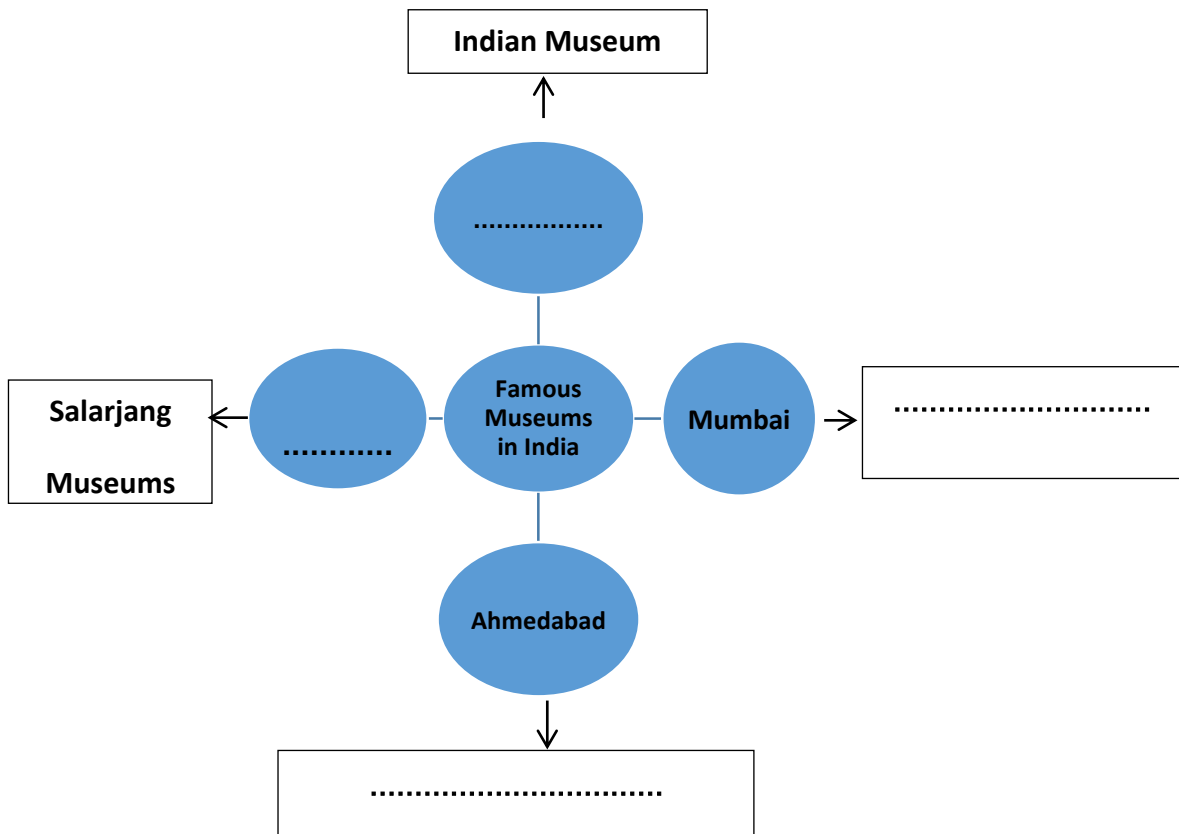 Indian Museum
.................
Salarjang
Museums
............
Famous
Museums
in India
Mumbai
.............................
Ahmedabad
.................................